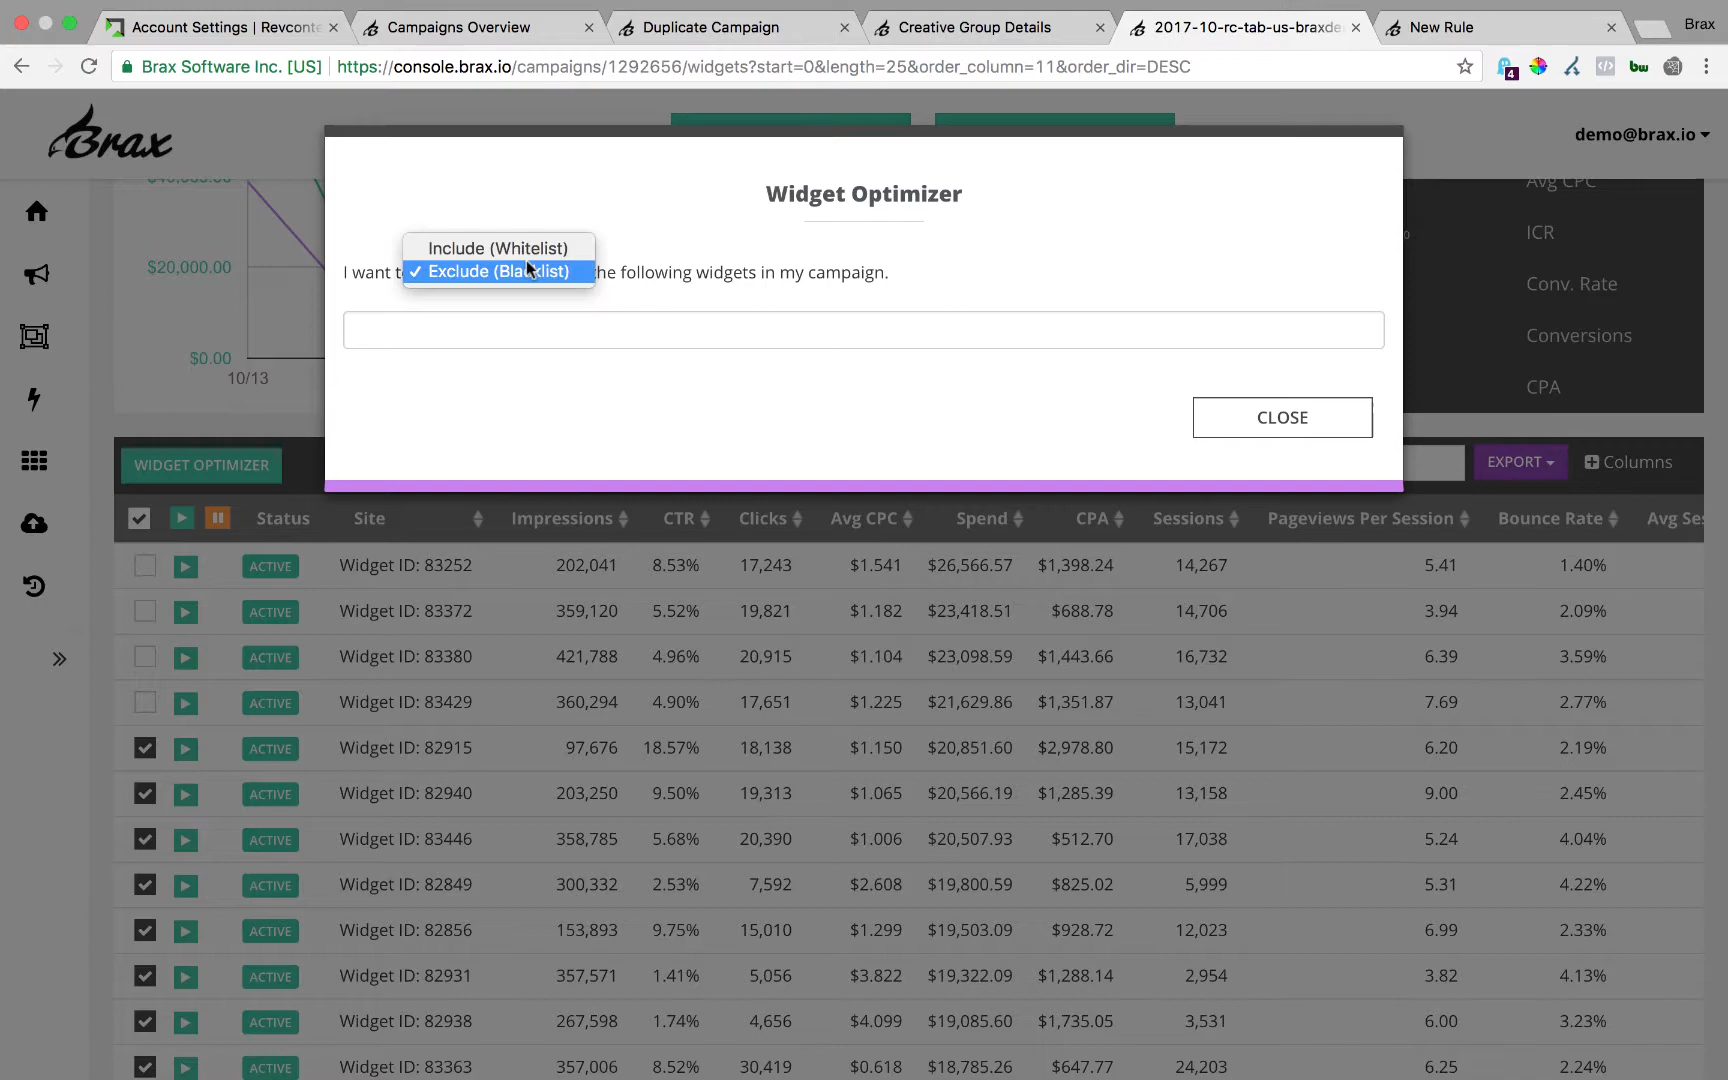 Account Settings | Revconte
Campaigns Overview
Duplicate Campaign
Creative Group Details
2017-10-rc-tab-us-braxde
New Rule
Brax
Brax Software Inc. [US]
https://console.brax.io/campaigns/1292656/widgets?start=0&length=25&order_column=11&order_dir=DESC
4
Brax
demo@brax.io
Widget Optimizer
Include (Whitelist)
I want to
Exclude (Blacklist)
the following widgets in my campaign.
CLOSE
$40,000.00
$20,000.00
$0.00
10/13
Avg CPC
ICR
Conv. Rate
Conversions
CPA
WIDGET OPTIMIZER
EXPORT
Columns
Status Site Impressions CTR Clicks Avg CPC Spend CPA Sessions Pageviews Per Session Bounce Rate Avg Ses
ACTIVE Widget ID: 83252 202,041 8.53% 17,243 $1.541 $26,566.57 $1,398.24 14,267 5.41 1.40%
ACTIVE Widget ID: 83372 359,120 5.52% 19,821 $1.182 $23,418.51 $688.78 14,706 3.94 2.09%
ACTIVE Widget ID: 83380 421,788 4.96% 20,915 $1.104 $23,098.59 $1,443.66 16,732 6.39 3.59%
ACTIVE Widget ID: 83429 360,294 4.90% 17,651 $1.225 $21,629.86 $1,351.87 13,041 7.69 2.77%
ACTIVE Widget ID: 82915 97,676 18.57% 18,138 $1.150 $20,851.60 $2,978.80 15,172 6.20 2.19%
ACTIVE Widget ID: 82940 203,250 9.50% 19,313 $1.065 $20,566.19 $1,285.39 13,158 9.00 2.45%
ACTIVE Widget ID: 83446 358,785 5.68% 20,390 $1.006 $20,507.93 $512.70 17,038 5.24 4.04%
ACTIVE Widget ID: 82849 300,332 2.53% 7,592 $2.608 $19,800.59 $825.02 5,999 5.31 4.22%
ACTIVE Widget ID: 82856 153,893 9.75% 15,010 $1.299 $19,503.09 $928.72 12,023 6.99 2.33%
ACTIVE Widget ID: 82931 357,571 1.41% 5,056 $3.822 $19,322.09 $1,288.14 2,954 3.82 4.13%
ACTIVE Widget ID: 82938 267,598 1.74% 4,656 $4.099 $19,085.60 $1,735.05 3,531 6.00 3.23%
ACTIVE Widget ID: 83363 357,006 8.52% 30,419 $0.618 $18,785.26 $647.77 24,203 6.25 2.24%